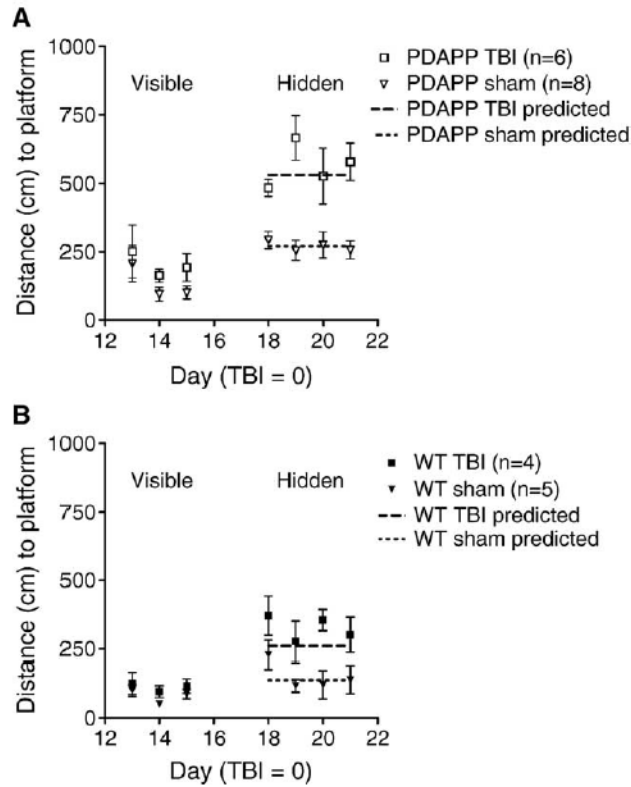 A
1000
750
500
250
0
Distance (cm) to platform
Visible
Hidden
PDAPP TBI (n=6)
PDAPP sham (n=8)
PDAPP TBI predicted
PDAPP sham predicted
12 14 16 18 20 22
Day (TBI = 0)
B
1000
750
500
250
0
Distance (cm) to platform
Visible
Hidden
WT TBI (n=4)
WT sham (n=5)
WT TBI predicted
WT sham predicted
12 14 16 18 20 22
Day (TBI = 0)